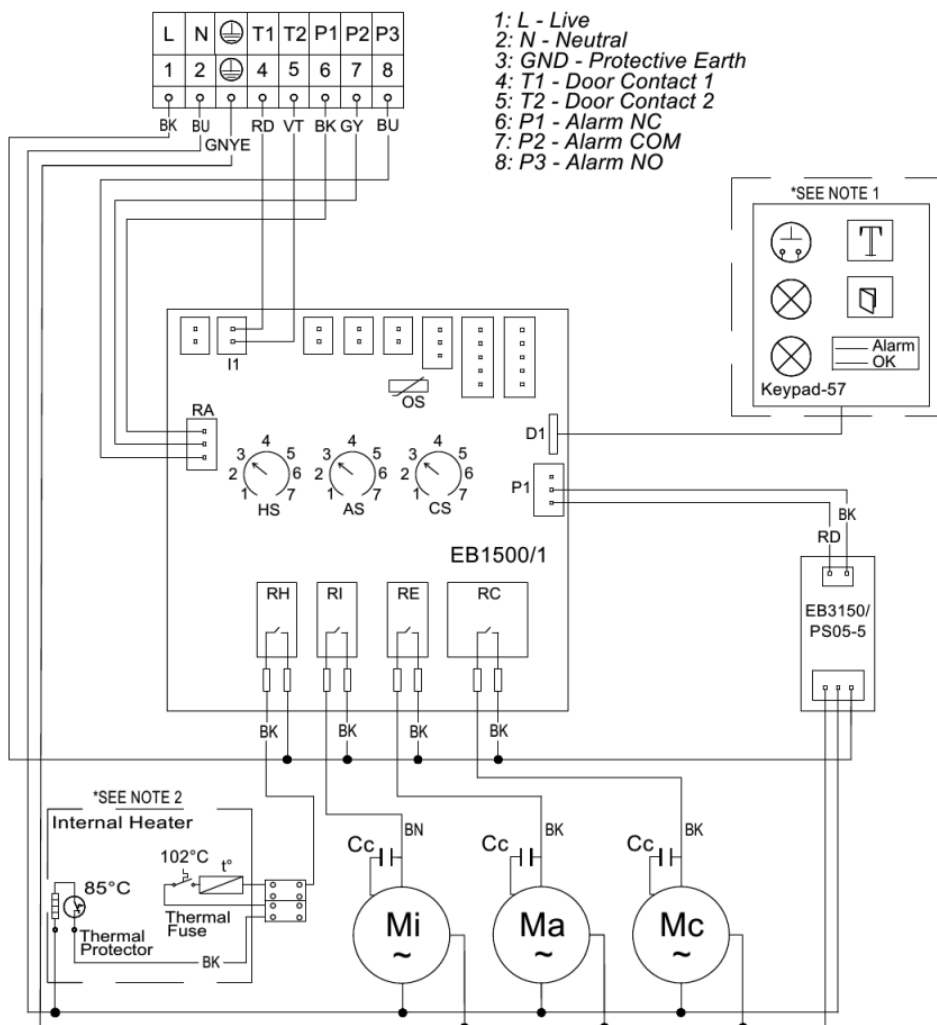 L N T1 T2 P1 P2 P3
1 2 4 5 6 7 8
BK BU GNYE RD VT BK GY BU
1: L - Live
2: N - Neutral
3: GND - Protective Earth
4: T1 - Door Contact 1
5: T2 - Door Contact 2
6: P1 - Alarm NC
7: P2 - Alarm COM
8: P3 - Alarm NO
*SEE NOTE 1
T
Alarm
OK
Keypad-57
I1
OS
RA
D1
1 2 3 4 5 6 7
HS
1 2 3 4 5 6 7
AS
1 2 3 4 5 6 7
CS
P1
BK
RD
EB1500/1
EB3150/
PS05-5
RH RI RE RC
BK BK BK BK
*SEE NOTE 2
Internal Heater
102°C
t°
85°C
Thermal
Fuse
Thermal
Protector
BK
BN BK BK
Cc Cc Cc
Mi Ma Mc
~ ~ ~